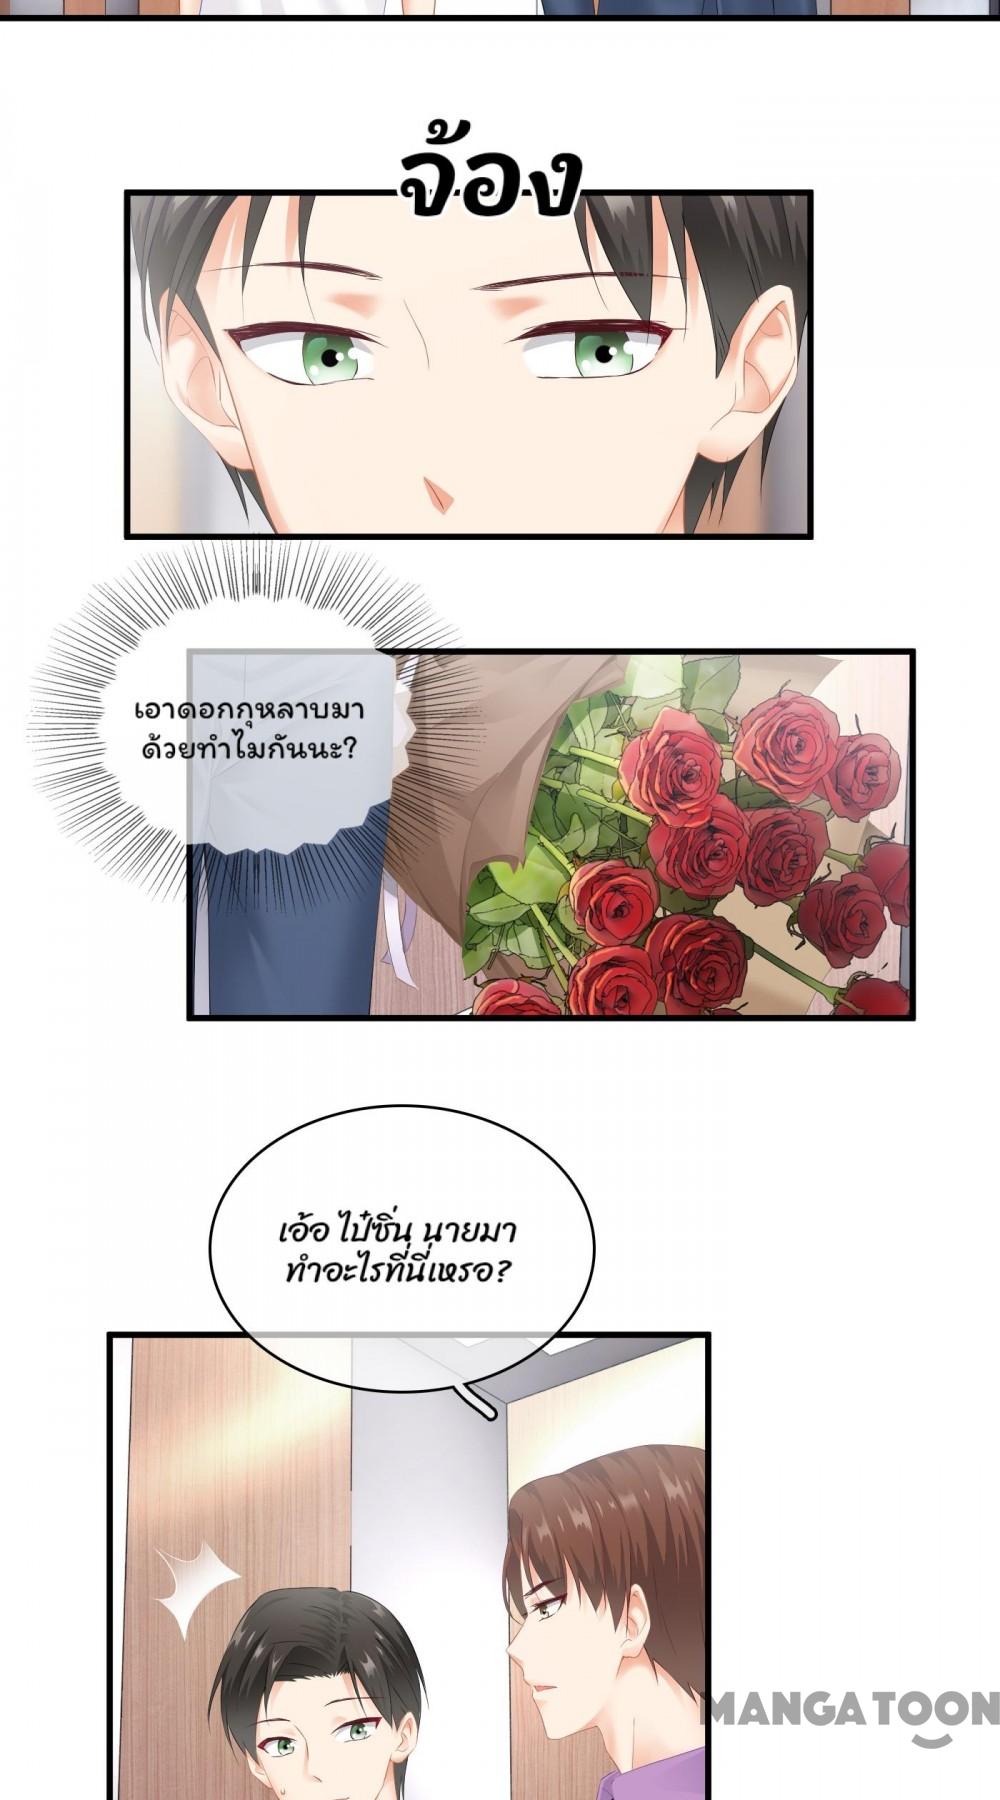 จ้อง
เอาดอกกุหลาบมา
ด้วยทำไมกันนะ?
เอ้อ ไป๋ซิ่น นายมา
ทำอะไรที่นี่เหรอ?
MANGATOON